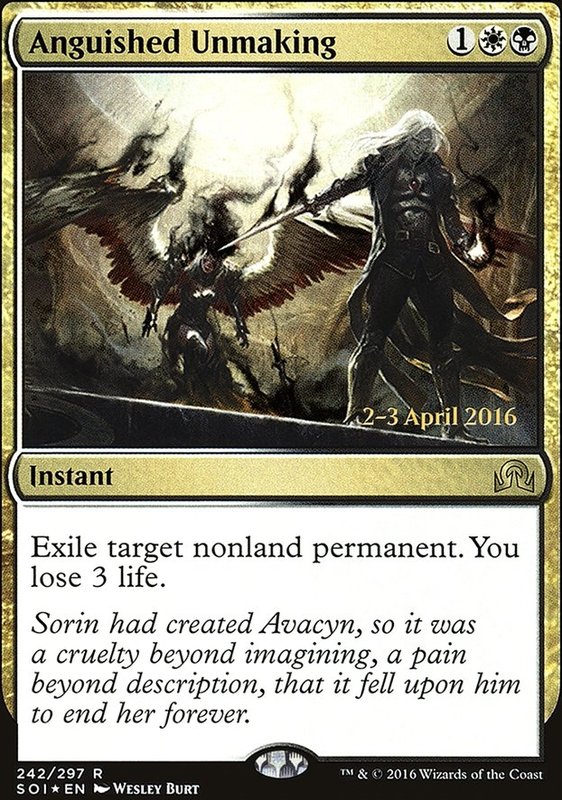 Anguished Unmaking 1
2–3 April 2016
Instant
Exile target nonland permanent. You
lose 3 life.
Sorin had created Avacyn, so it was
a cruelty beyond imagining, a pain
beyond description, that it fell upon him
to end her forever.
242/297 R
SOI★EN Wesley Burt
™ & © 2016 Wizards of the Coast